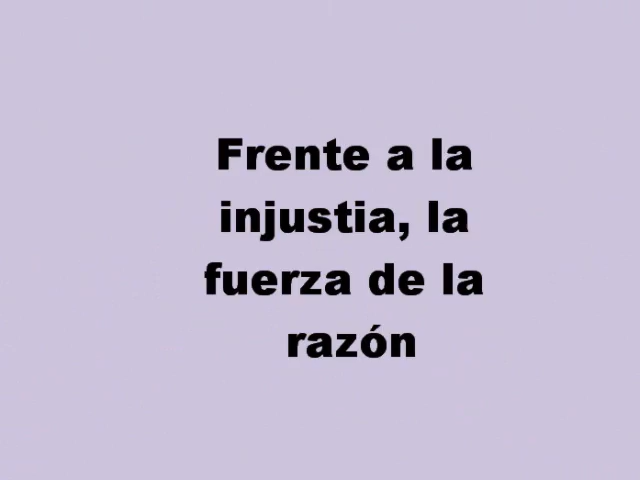 Frente a la
injustia, la
fuerza de la
razón